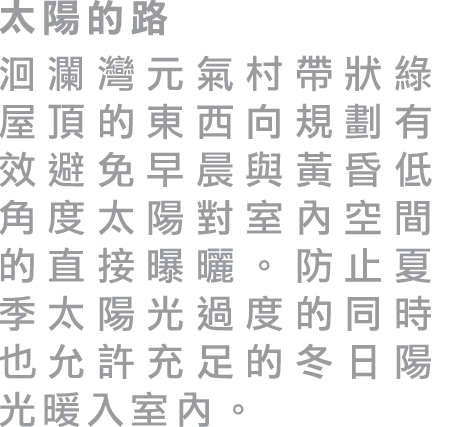 太陽的路
洄瀾灣元氣村帶狀綠
屋頂的東西向規劃有
效避免早晨與黃昏低
角度太陽對室內空間
的直接曝曬。防止夏
季太陽光過度的同時
也允許充足的冬日陽
光暖入室內。